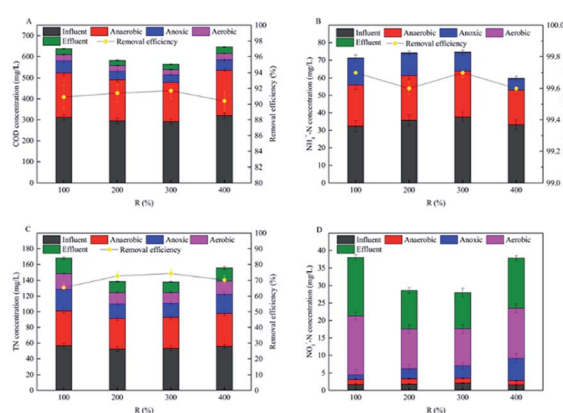 A
Influent Anaerobic Anoxic Aerobic
Effluent Removal efficiency
COD concentration (mg/L)
700
600
500
400
300
200
100
0
100
98
96
94
92
90
88
86
84
82
80
Removal efficiency (%)
100 200 300 400
R (%)
B
Influent Anaerobic Anoxic Aerobic
Effluent Removal efficiency
NH4+-N concentration (mg/L)
80
70
60
50
40
30
20
10
0
100.0
99.8
99.6
99.4
99.2
99.0
100 200 300 400
R (%)
C
Influent Anaerobic Anoxic Aerobic
Effluent Removal efficiency
TN concentration (mg/L)
180
160
140
120
100
80
60
40
20
0
100
90
80
70
60
50
40
30
20
10
0
Removal efficiency (%)
100 200 300 400
R (%)
D
Influent Anaerobic Anoxic Aerobic
Effluent
NO3--N concentration (mg/L)
40
35
30
25
20
15
10
5
0
100 200 300 400
R (%)